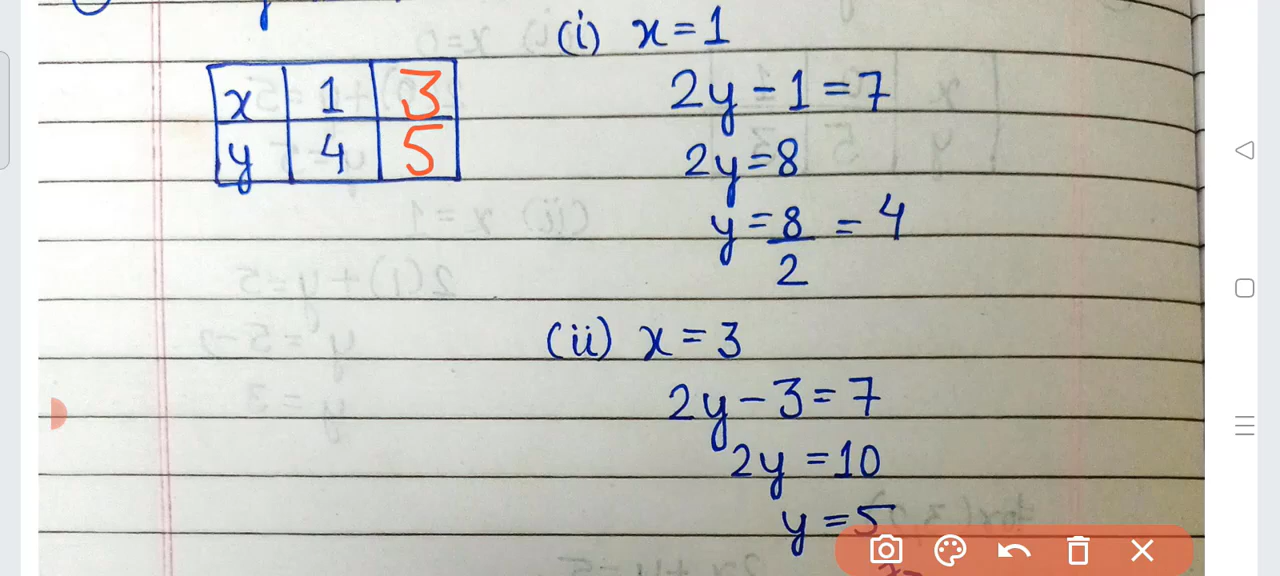 (i) x = 1
x 1 3
y 4 5
2y - 1 = 7
2y = 8
y = 8/2 = 4
(ii) x = 3
2y - 3 = 7
2y = 10
y = 5